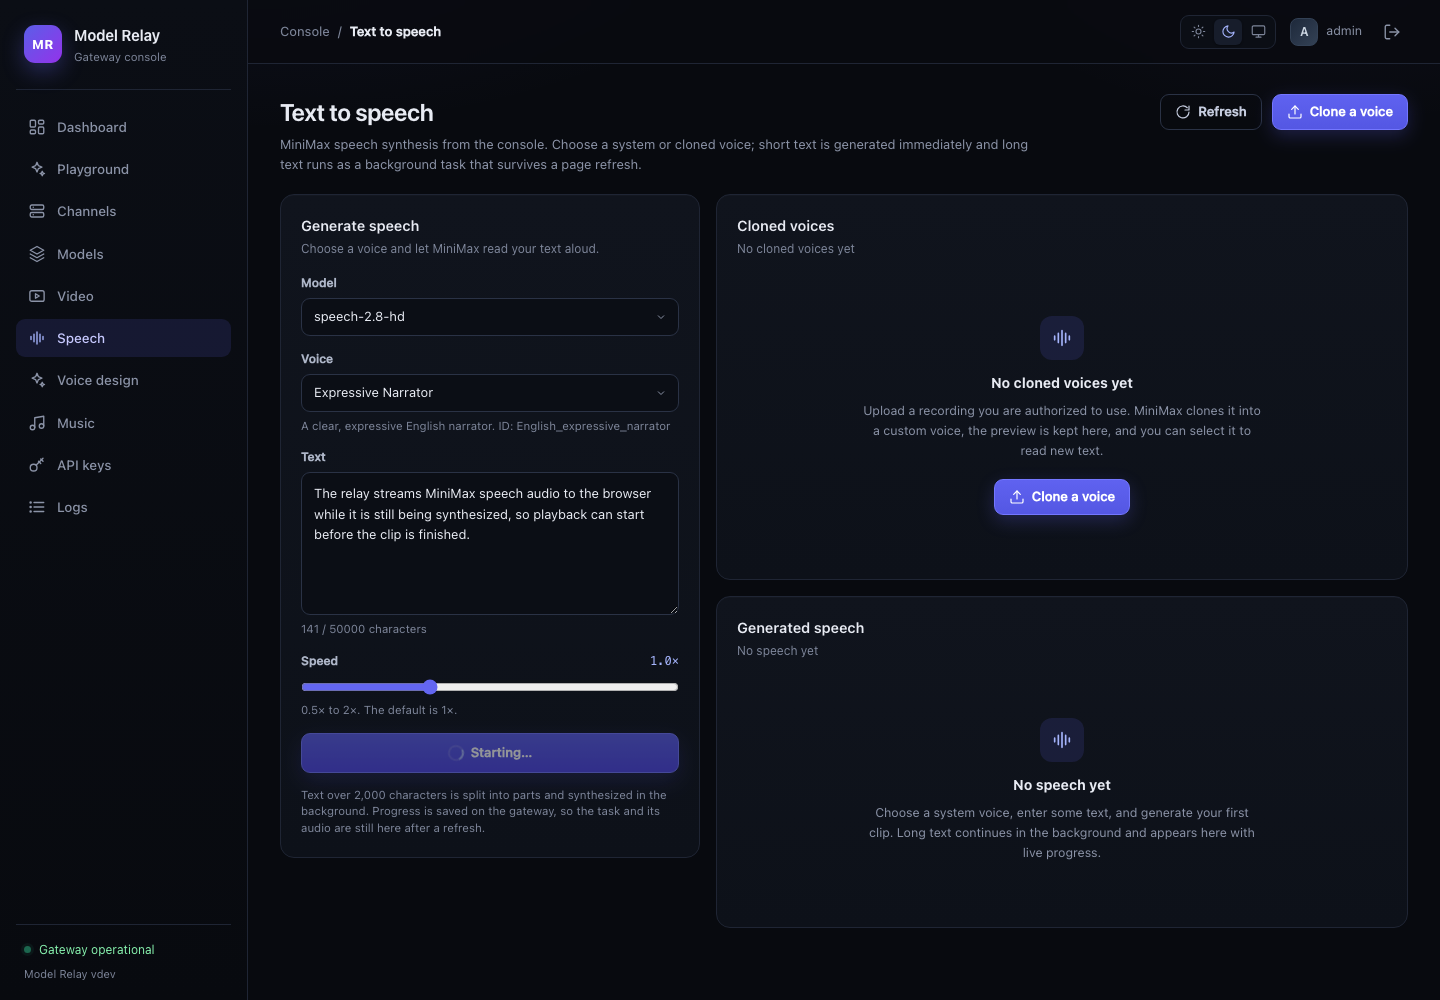 MR
Model Relay
Gateway console
Dashboard
Playground
Channels
Models
Video
Speech
Voice design
Music
API keys
Logs
Gateway operational
Model Relay vdev
Console / Text to speech
A admin
Text to speech
MiniMax speech synthesis from the console. Choose a system or cloned voice; short text is generated immediately and long
text runs as a background task that survives a page refresh.
Refresh
Clone a voice
Generate speech
Choose a voice and let MiniMax read your text aloud.
Model
speech-2.8-hd
Voice
Expressive Narrator
A clear, expressive English narrator. ID: English_expressive_narrator
Text
The relay streams MiniMax speech audio to the browser
while it is still being synthesized, so playback can start
before the clip is finished.
141 / 50000 characters
Speed 1.0×
0.5× to 2×. The default is 1×.
Starting...
Text over 2,000 characters is split into parts and synthesized in the
background. Progress is saved on the gateway, so the task and its
audio are still here after a refresh.
Cloned voices
No cloned voices yet
No cloned voices yet
Upload a recording you are authorized to use. MiniMax clones it into
a custom voice, the preview is kept here, and you can select it to
read new text.
Clone a voice
Generated speech
No speech yet
No speech yet
Choose a system voice, enter some text, and generate your first
clip. Long text continues in the background and appears here with
live progress.